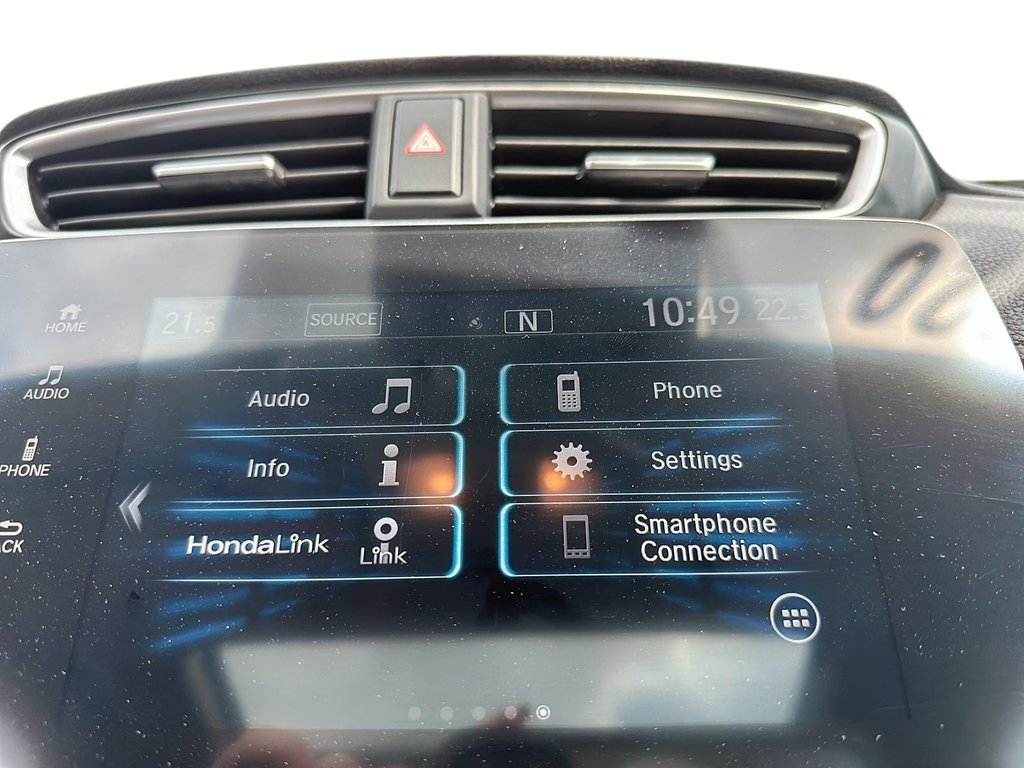 HOME
AUDIO
PHONE
21.5 SOURCE N 10:49 22.5
Audio
Phone
Info
Settings
HondaLink
Link
Smartphone
Connection